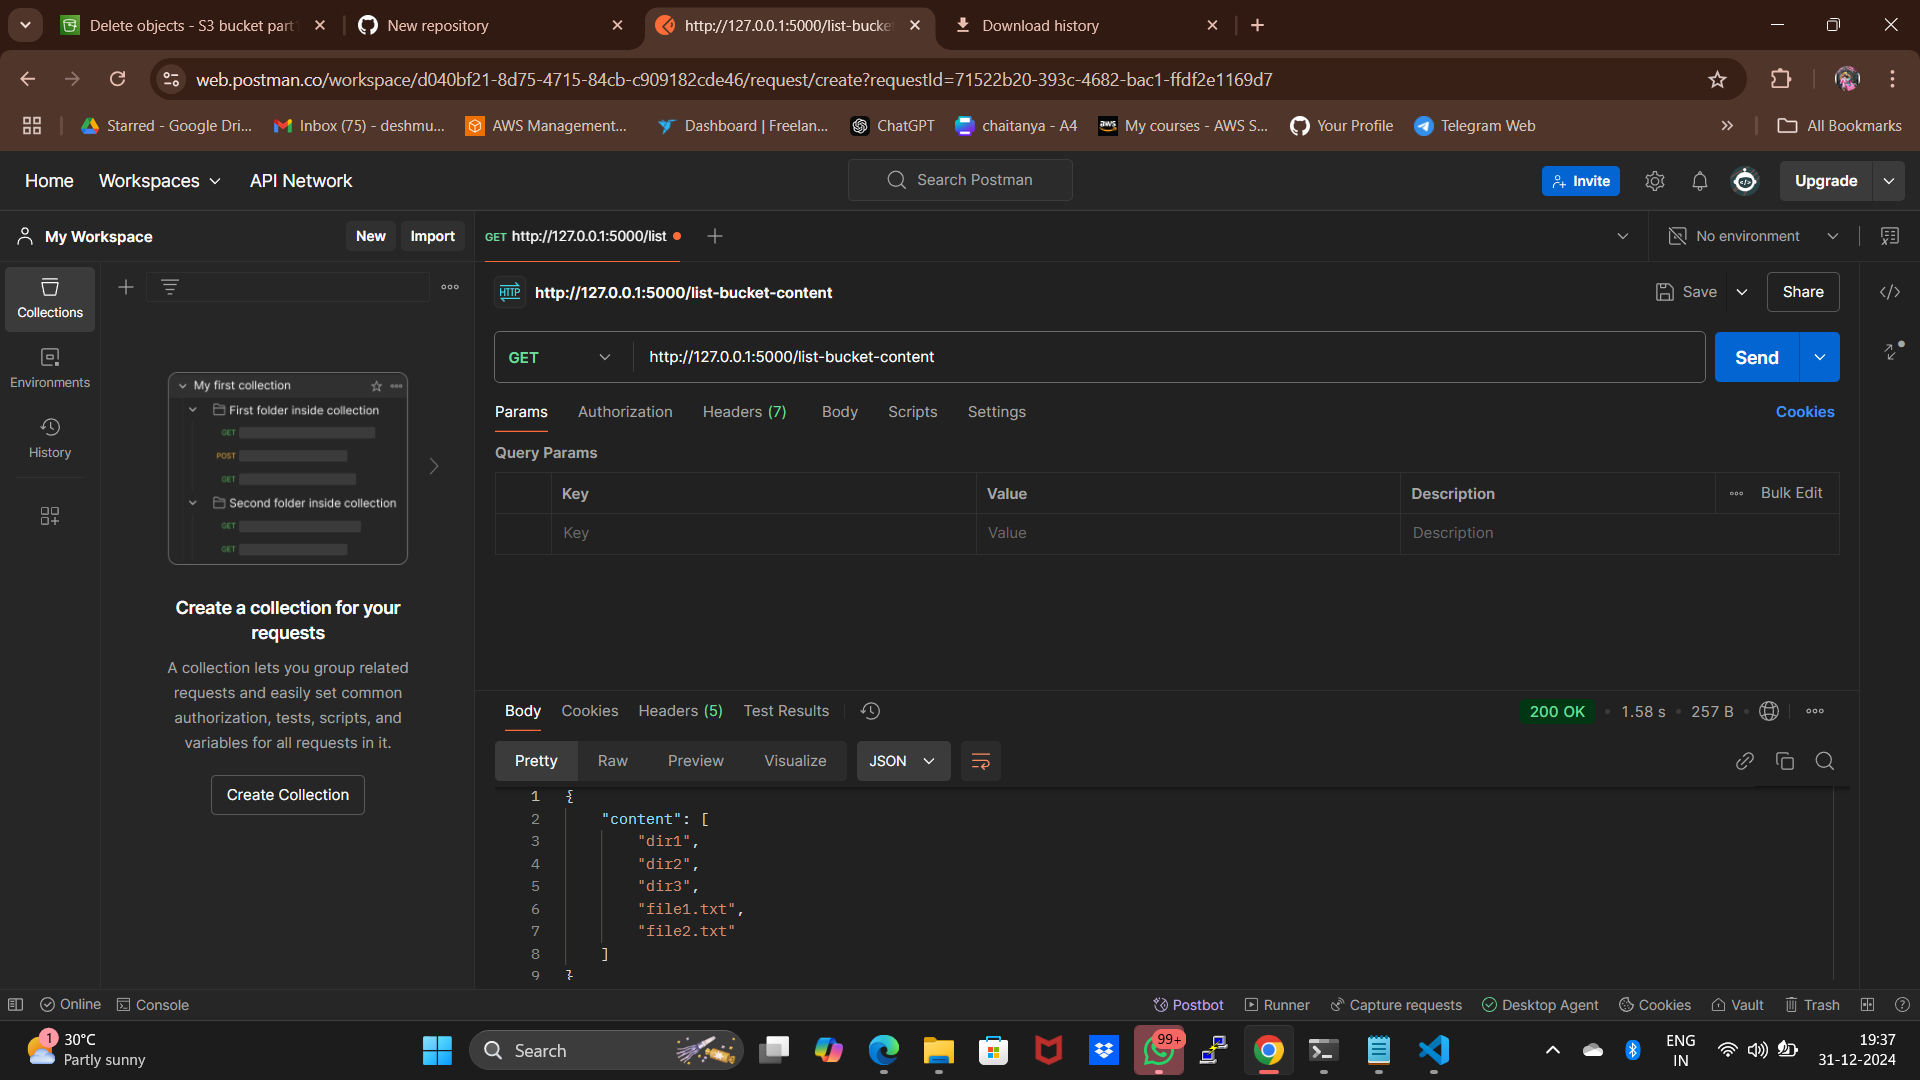 Delete objects - S3 bucket part1
New repository
http://127.0.0.1:5000/list-bucke
Download history
web.postman.co/workspace/d040bf21-8d75-4715-84cb-c909182cde46/request/create?requestId=71522b20-393c-4682-bac1-ffdf2e1169d7
Starred - Google Dri...
Inbox (75) - deshmu...
AWS Management...
Dashboard | Freelan...
ChatGPT
chaitanya - A4
My courses - AWS S...
Your Profile
Telegram Web
All Bookmarks
Home
Workspaces
API Network
Search Postman
Invite
Upgrade
My Workspace
New
Import
GET http://127.0.0.1:5000/list
No environment
Collections
Environments
History
My first collection
First folder inside collection
GET
POST
GET
Second folder inside collection
GET
GET
Create a collection for your
requests
A collection lets you group related
requests and easily set common
authorization, tests, scripts, and
variables for all requests in it.
Create Collection
HTTP http://127.0.0.1:5000/list-bucket-content
Save
Share
GET
http://127.0.0.1:5000/list-bucket-content
Send
Params
Authorization
Headers (7)
Body
Scripts
Settings
Cookies
Query Params
Key
Value
Description
Bulk Edit
Key
Value
Description
Body
Cookies
Headers (5)
Test Results
200 OK
1.58 s
257 B
Pretty
Raw
Preview
Visualize
JSON
1 {
2 "content": [
3 "dir1",
4 "dir2",
5 "dir3",
6 "file1.txt",
7 "file2.txt"
8 ]
9 }
Online
Console
Postbot
Runner
Capture requests
Desktop Agent
Cookies
Vault
Trash
1
30°C
Partly sunny
Search
99+
ENG
IN
19:37
31-12-2024